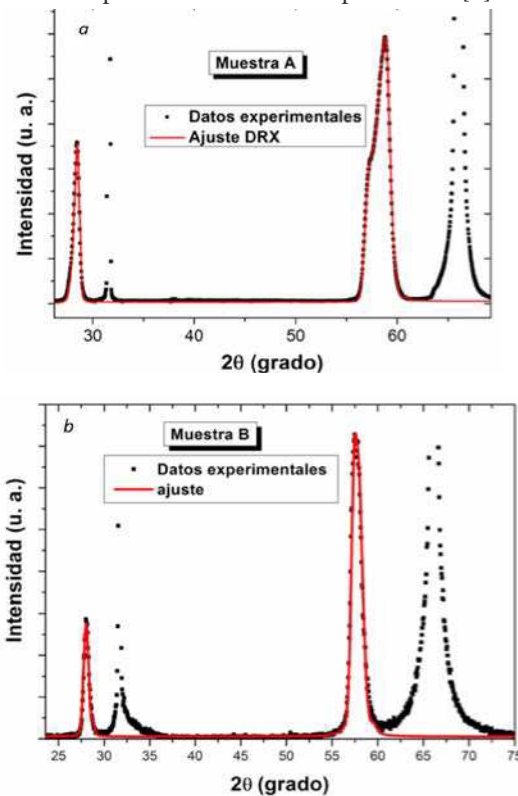 a
Muestra A
Datos experimentales
Ajuste DRX
Intensidad (u. a.)
30 40 50 60
2θ (grado)
b
Muestra B
Datos experimentales
ajuste
Intensidad (u. a.)
25 30 35 40 45 50 55 60 65 70 75
2θ (grado)